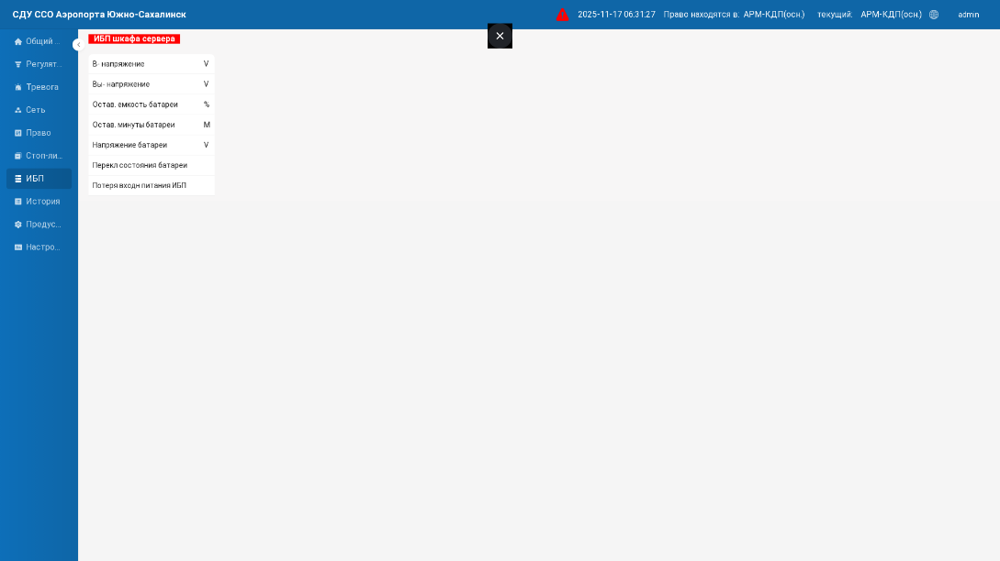 СДУ ССО Аэропорта Южно-Сахалинск
2025-11-17 06:31:27 Право находятся в: АРМ-КДП(осн.) текущий: АРМ-КДП(осн.) admin
Общий ...
Регулят...
Тревога
Сеть
Право
Стоп-ли...
ИБП
История
Предус...
Настро...
ИБП шкафа сервера
В- напряжение V
Вы- напряжение V
Остав. емкость батареи %
Остав. минуты батареи M
Напряжение батареи V
Перекл состояния батареи
Потеря входн питания ИБП